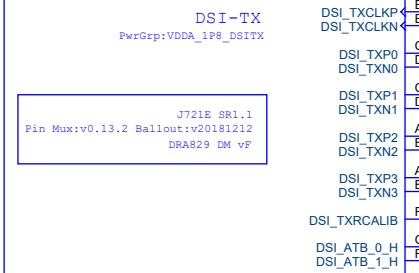 DSI-TX
PwrGrp:VDDA_1P8_DSITX
J721E SR1.1
Pin Mux:v0.13.2 Ballout:v20181212
DRA829 DM vF
DSI_TXCLKP
DSI_TXCLKN
DSI_TXP0
DSI_TXN0
DSI_TXP1
DSI_TXN1
DSI_TXP2
DSI_TXN2
DSI_TXP3
DSI_TXN3
DSI_TXRCALIB
DSI_ATB_0_H
DSI_ATB_1_H